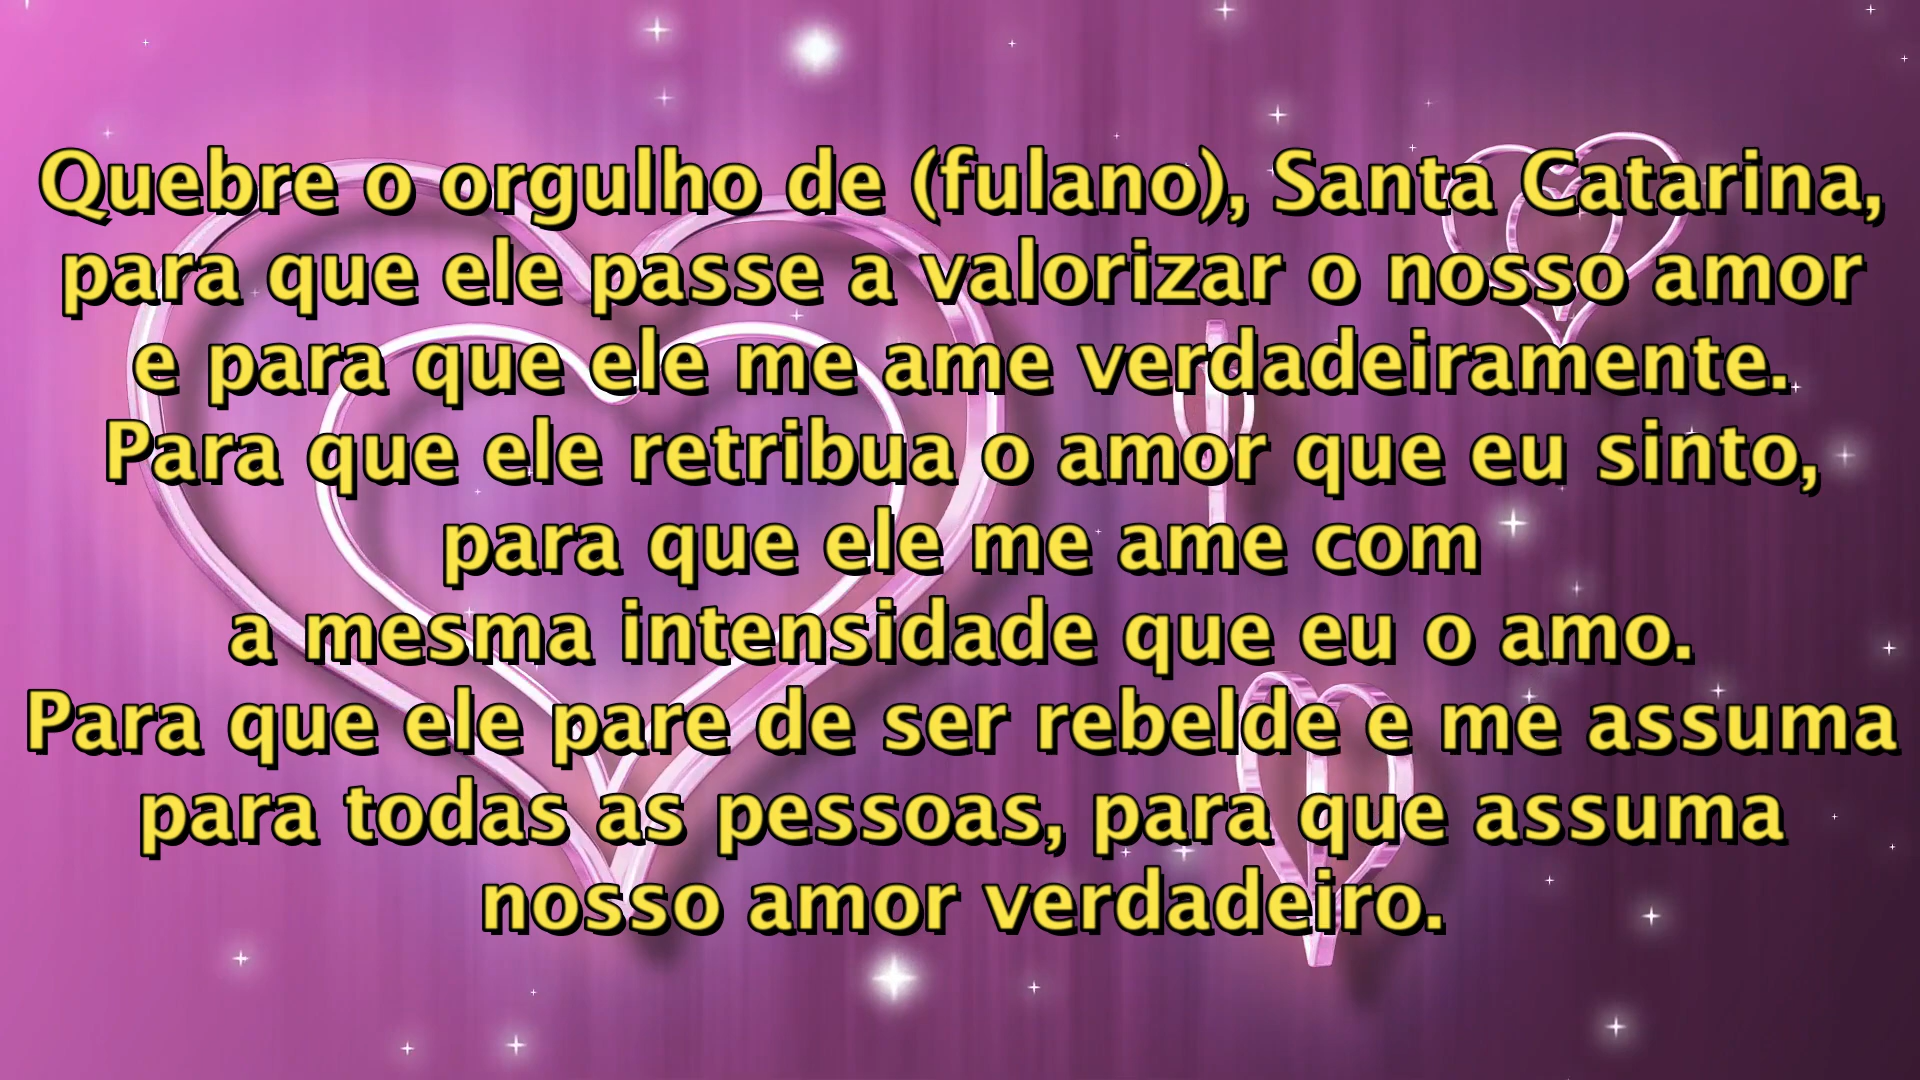 Quebre o orgulho de (fulano), Santa Catarina,
para que ele passe a valorizar o nosso amor
e para que ele me ame verdadeiramente.
Para que ele retribua o amor que eu sinto,
para que ele me ame com
a mesma intensidade que eu o amo.
Para que ele pare de ser rebelde e me assuma
para todas as pessoas, para que assuma
nosso amor verdadeiro.